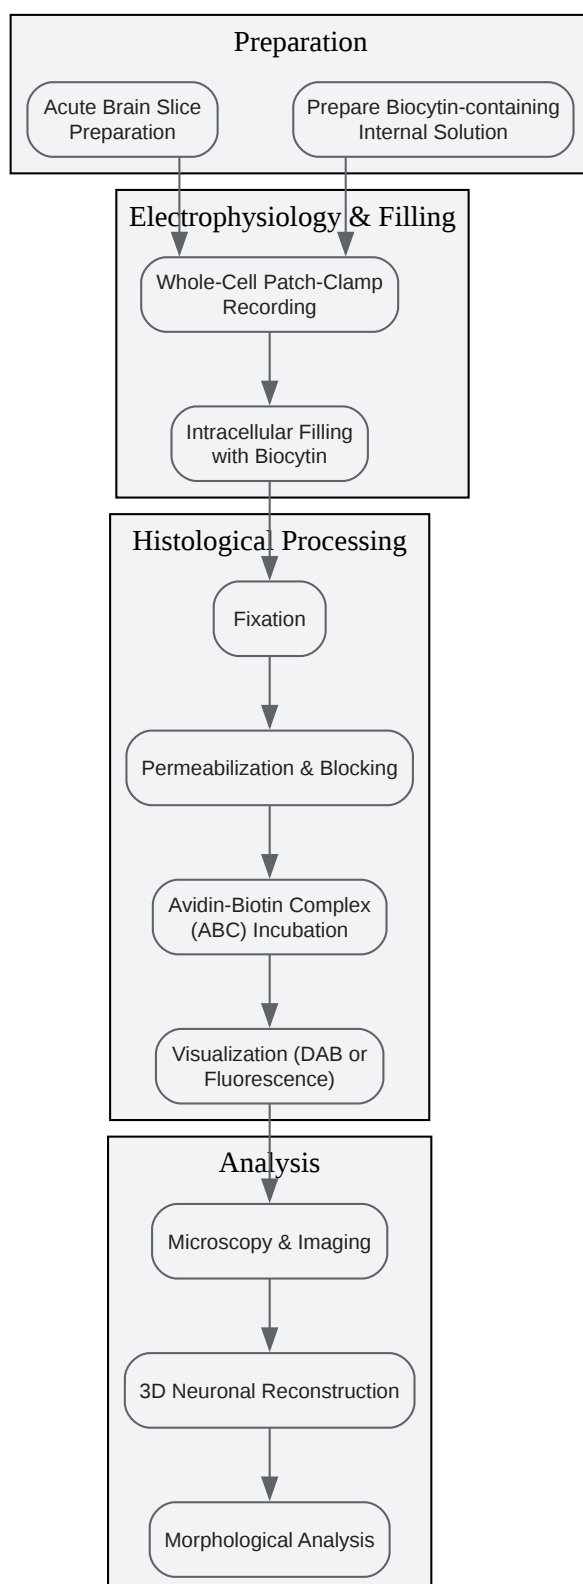 Preparation
Acute Brain Slice
Preparation
Prepare Biocytin-containing
Internal Solution
Electrophysiology & Filling
Whole-Cell Patch-Clamp
Recording
Intracellular Filling
with Biocytin
Histological Processing
Fixation
Permeabilization & Blocking
Avidin-Biotin Complex
(ABC) Incubation
Visualization (DAB or
Fluorescence)
Analysis
Microscopy & Imaging
3D Neuronal Reconstruction
Morphological Analysis